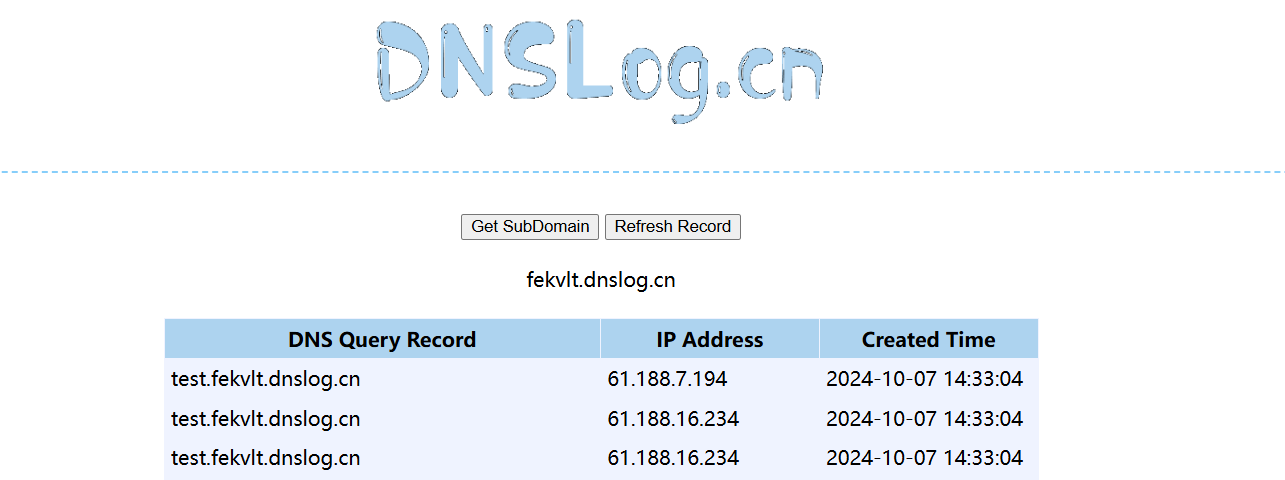 DNSLog.cn
Get SubDomain Refresh Record
fekvlt.dnslog.cn
DNS Query Record IP Address Created Time
test.fekvlt.dnslog.cn 61.188.7.194 2024-10-07 14:33:04
test.fekvlt.dnslog.cn 61.188.16.234 2024-10-07 14:33:04
test.fekvlt.dnslog.cn 61.188.16.234 2024-10-07 14:33:04